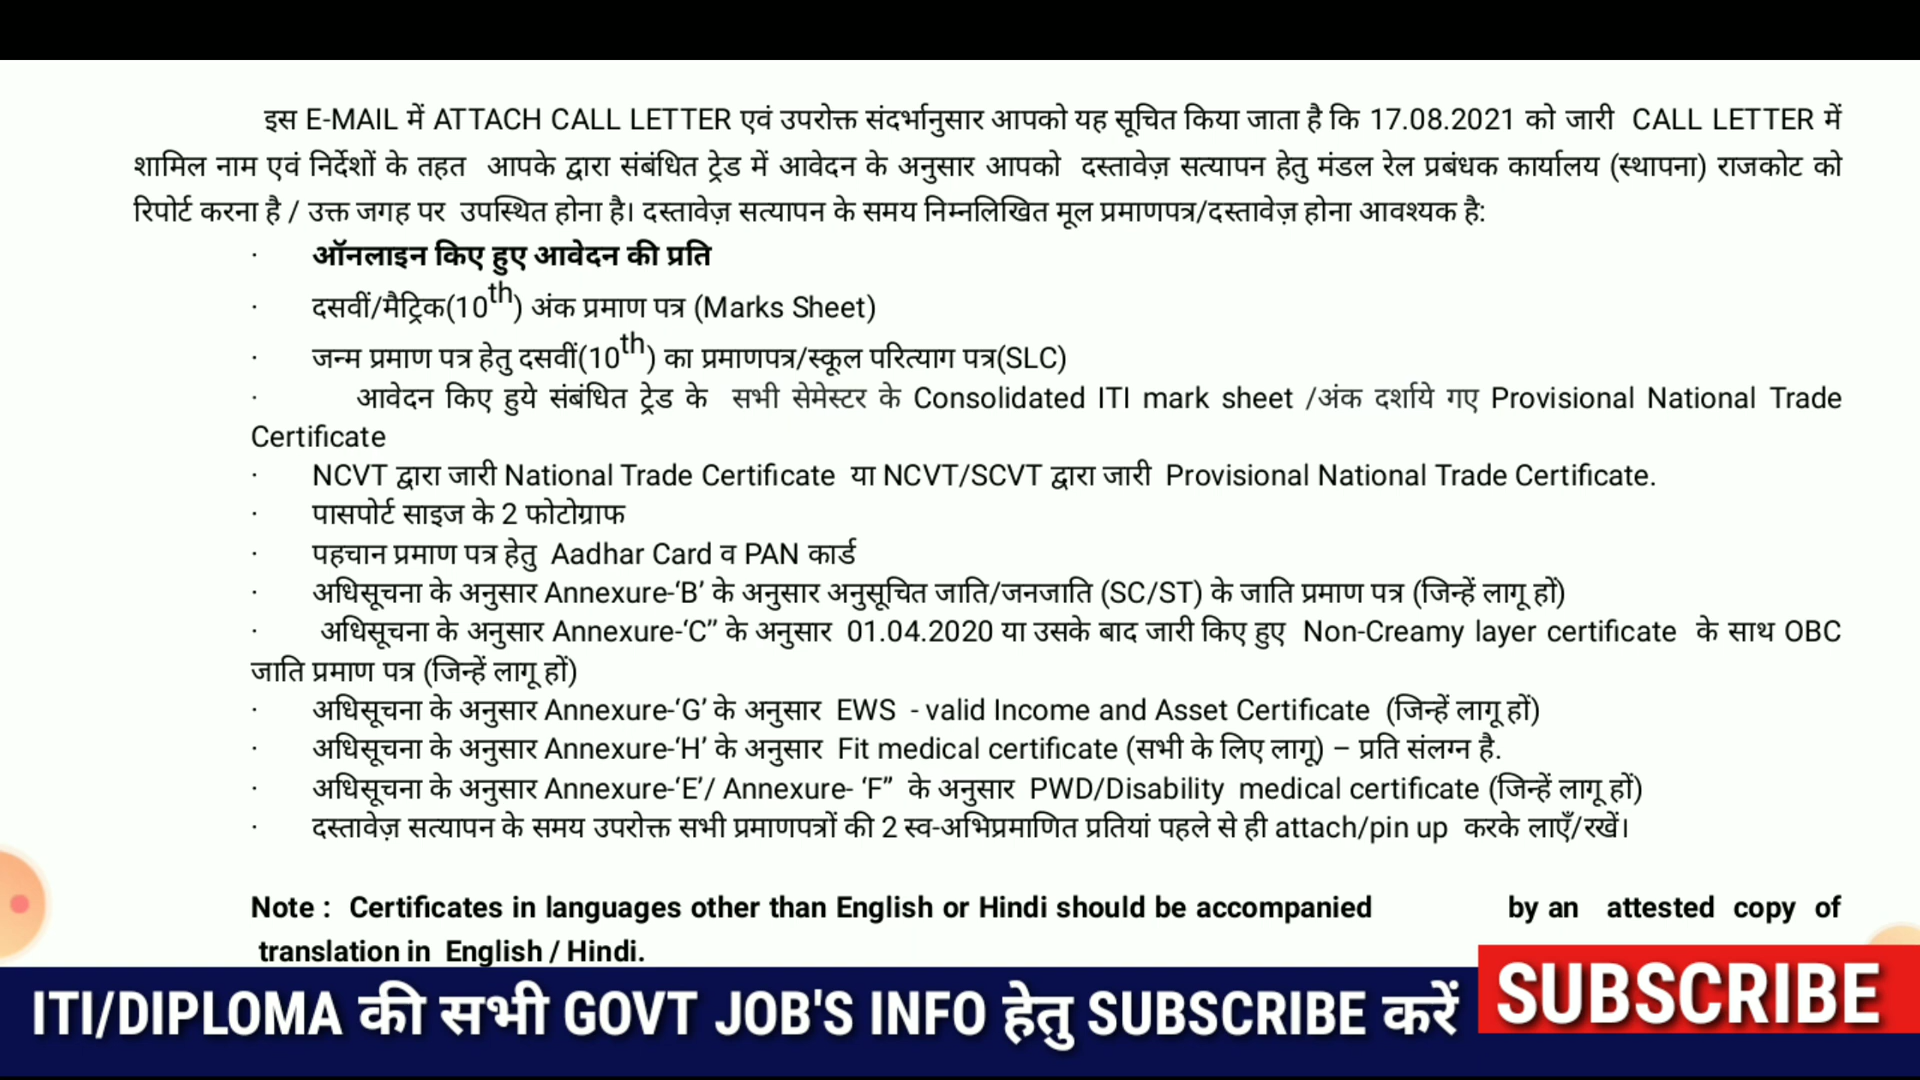 इस E-MAIL में ATTACH CALL LETTER एवं उपरोक्त संदर्भानुसार आपको यह सूचित किया जाता है कि 17.08.2021 को जारी CALL LETTER में
शामिल नाम एवं निर्देशों के तहत आपके द्वारा संबंधित ट्रेड में आवेदन के अनुसार आपको दस्तावेज़ सत्यापन हेतु मंडल रेल प्रबंधक कार्यालय (स्थापना) राजकोट को
रिपोर्ट करना है / उक्त जगह पर उपस्थित होना है। दस्तावेज़ सत्यापन के समय निम्नलिखित मूल प्रमाणपत्र/दस्तावेज़ होना आवश्यक है:
· ऑनलाइन किए हुए आवेदन की प्रति
· दसवीं/मैट्रिक(10th) अंक प्रमाण पत्र (Marks Sheet)
· जन्म प्रमाण पत्र हेतु दसवीं(10th) का प्रमाणपत्र/स्कूल परित्याग पत्र(SLC)
· आवेदन किए हुये संबंधित ट्रेड के सभी सेमेस्टर के Consolidated ITI mark sheet /अंक दर्शाये गए Provisional National Trade
Certificate
· NCVT द्वारा जारी National Trade Certificate या NCVT/SCVT द्वारा जारी Provisional National Trade Certificate.
· पासपोर्ट साइज के 2 फोटोग्राफ
· पहचान प्रमाण पत्र हेतु Aadhar Card व PAN कार्ड
· अधिसूचना के अनुसार Annexure-‘B’ के अनुसार अनुसूचित जाति/जनजाति (SC/ST) के जाति प्रमाण पत्र (जिन्हें लागू हों)
· अधिसूचना के अनुसार Annexure-‘C” के अनुसार 01.04.2020 या उसके बाद जारी किए हुए Non-Creamy layer certificate के साथ OBC
जाति प्रमाण पत्र (जिन्हें लागू हों)
· अधिसूचना के अनुसार Annexure-‘G’ के अनुसार EWS - valid Income and Asset Certificate (जिन्हें लागू हों)
· अधिसूचना के अनुसार Annexure-‘H’ के अनुसार Fit medical certificate (सभी के लिए लागू) – प्रति संलग्न है.
· अधिसूचना के अनुसार Annexure-‘E’/ Annexure- ‘F” के अनुसार PWD/Disability medical certificate (जिन्हें लागू हों)
· दस्तावेज़ सत्यापन के समय उपरोक्त सभी प्रमाणपत्रों की 2 स्व-अभिप्रमाणित प्रतियां पहले से ही attach/pin up करके लाएँ/रखें।
Note : Certificates in languages other than English or Hindi should be accompanied by an attested copy of
translation in English / Hindi.
ITI/DIPLOMA की सभी GOVT JOB'S INFO हेतु SUBSCRIBE करें
SUBSCRIBE